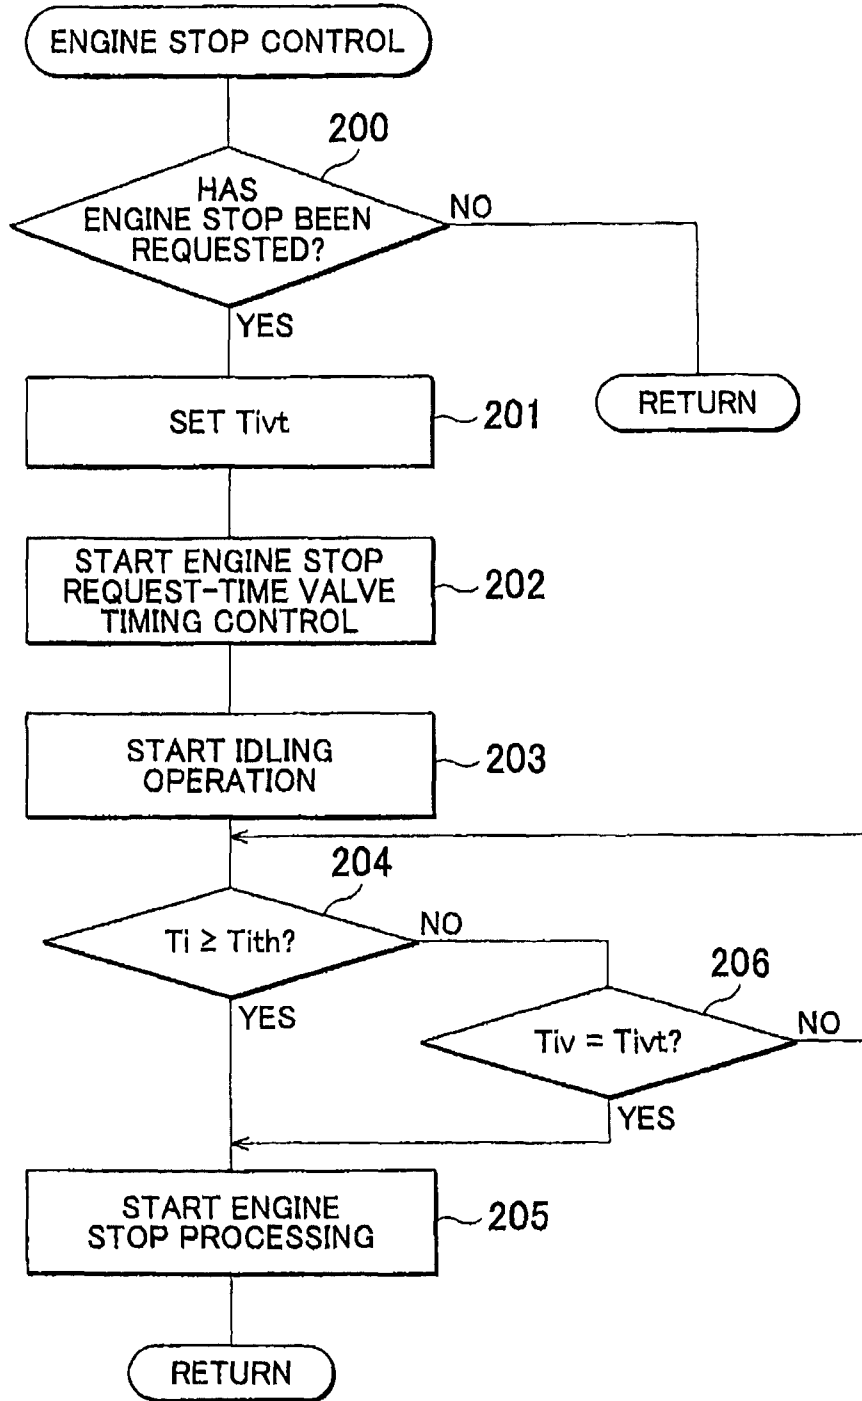 ENGINE STOP CONTROL
200
HAS
ENGINE STOP BEEN
REQUESTED?
NO
YES
SET Tivt
201
RETURN
START ENGINE STOP
REQUEST-TIME VALVE
TIMING CONTROL
202
START IDLING
OPERATION
203
204
Ti ≥ Tith?
NO
YES
206
Tiv = Tivt?
NO
YES
START ENGINE
STOP PROCESSING
205
RETURN